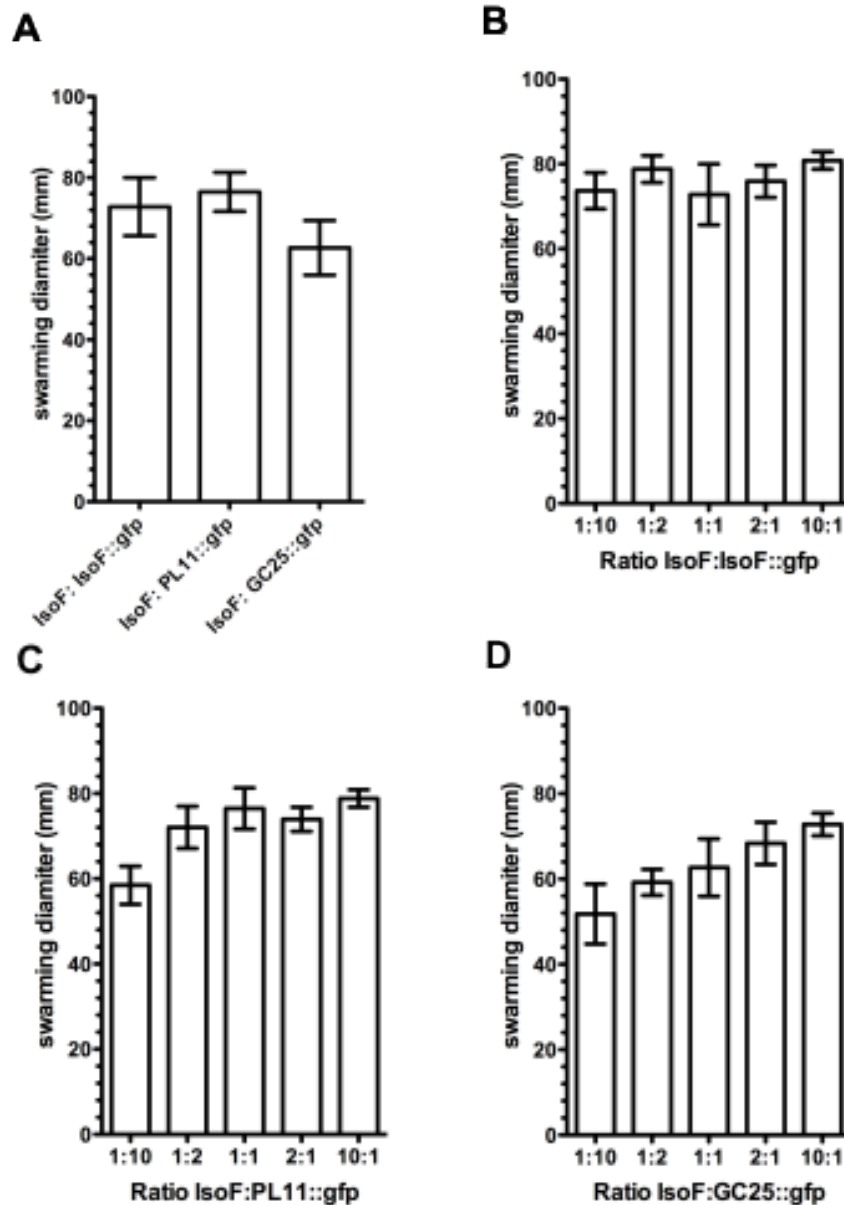 A
swarming diamiter (mm)
100
80
60
40
20
0
IsoF: IsoF::gfp
IsoF: PL11::gfp
IsoF: GC25::gfp
B
swarming diamiter (mm)
100
80
60
40
20
0
1:10 1:2 1:1 2:1 10:1
Ratio IsoF:IsoF::gfp
C
swarming diamiter (mm)
100
80
60
40
20
0
1:10 1:2 1:1 2:1 10:1
Ratio IsoF:PL11::gfp
D
swarming diamiter (mm)
100
80
60
40
20
0
1:10 1:2 1:1 2:1 10:1
Ratio IsoF:GC25::gfp